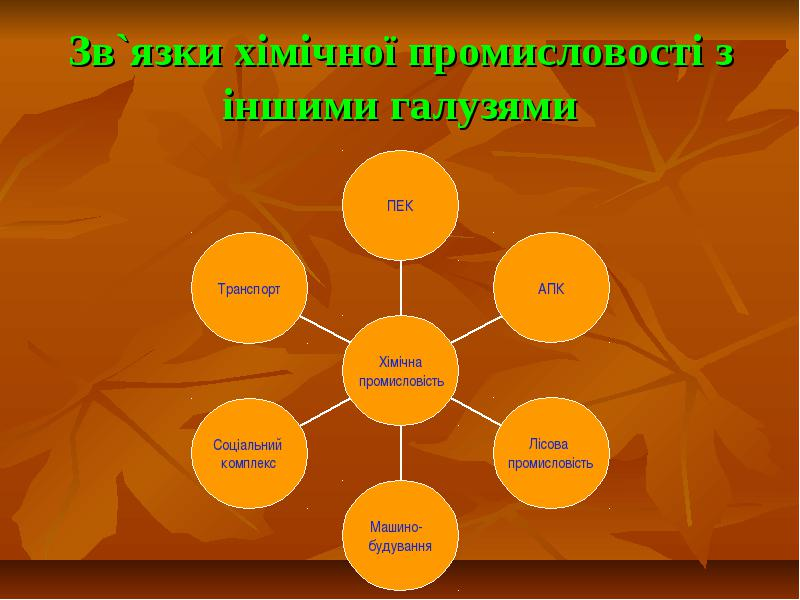 Зв`язки хімічної промисловості з
іншими галузями
ПЕК
Транспорт
АПК
Хімічна
промисловість
Соціальний
комплекс
Лісова
промисловість
Машино-
будування